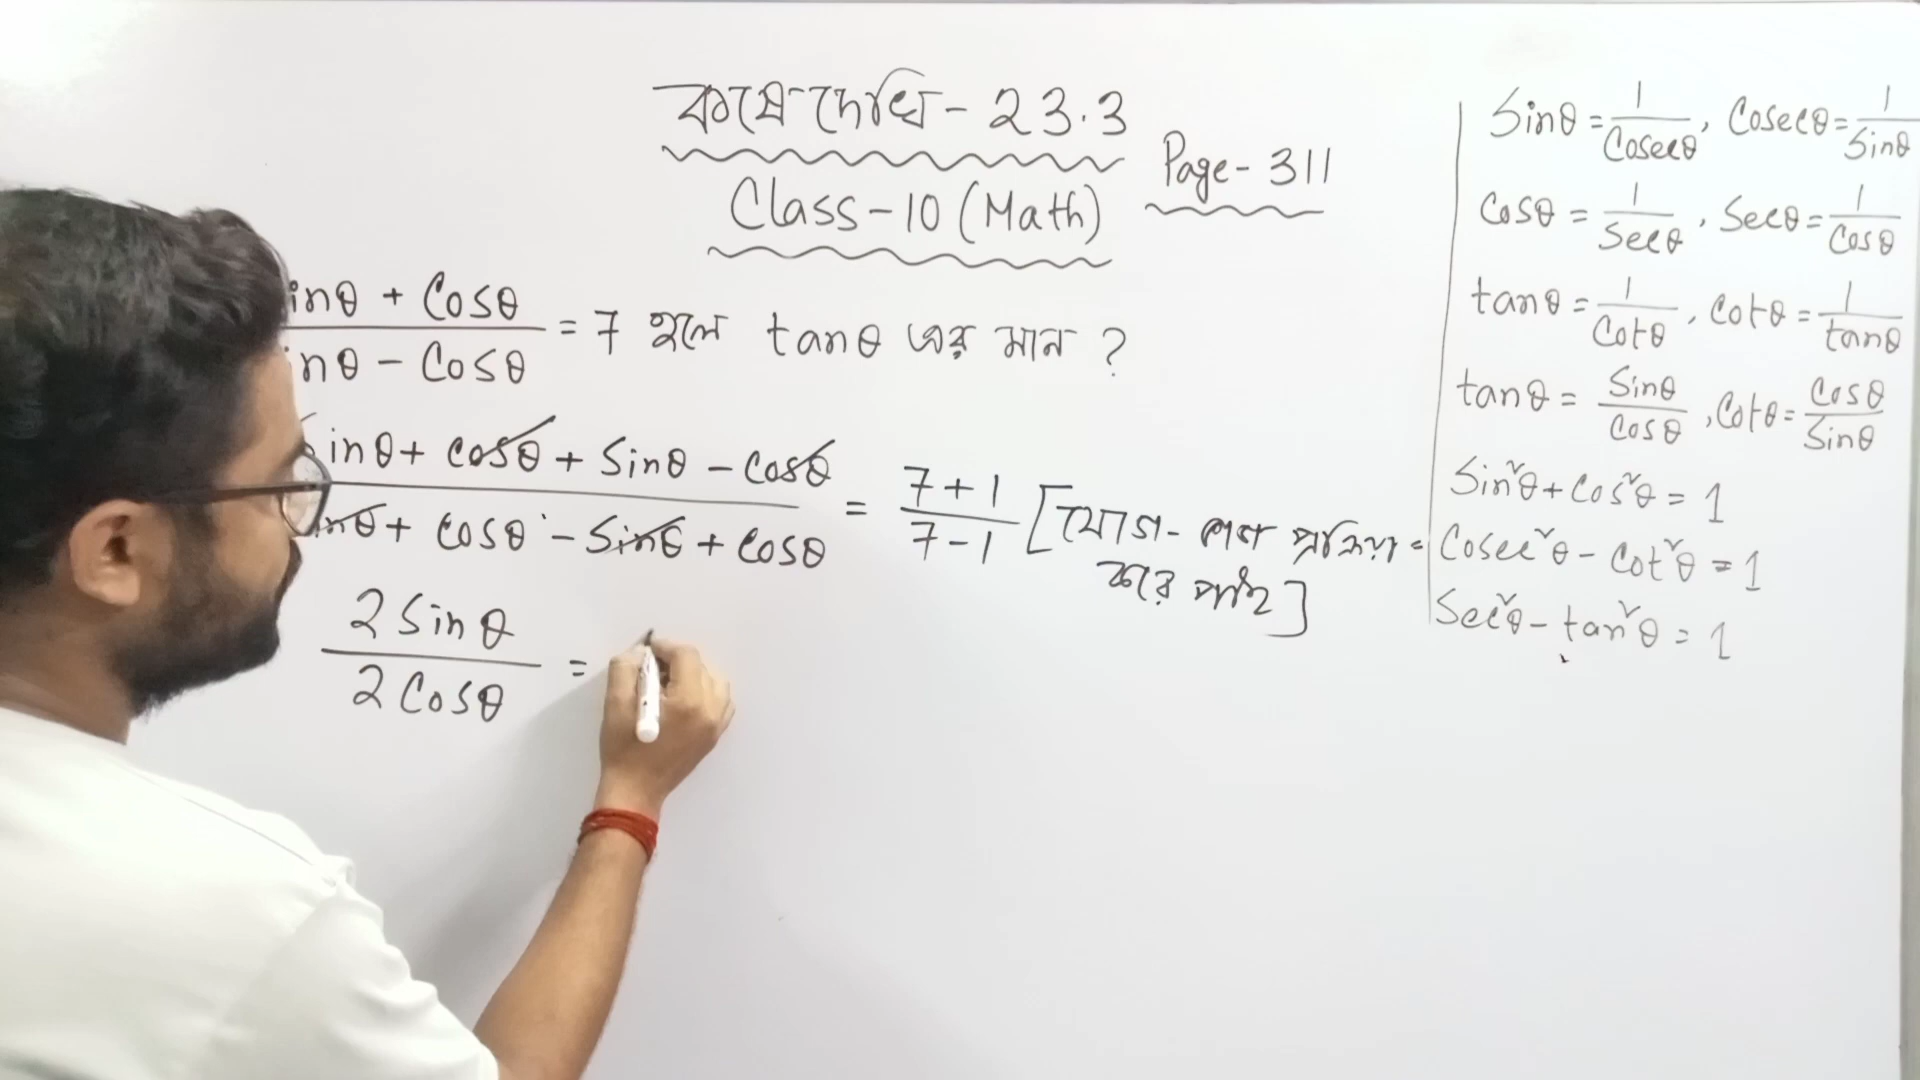 কষে দেখি - 23.3
Class - 10 (Math)
Page - 311
inθ + Cosθ / inθ - Cosθ = 7 হলে tanθ এর মান ?
Sinθ + cosθ + Sinθ - cosθ / inθ + cosθ - Sinθ + cosθ = 7+1 / 7-1 [যোগ - ভাগ প্রক্রিয়া
করে পাই]
2 Sinθ / 2 Cosθ =
Sinθ = 1/Cosecθ, Cosecθ = 1/Sinθ
Cosθ = 1/Secθ, Secθ = 1/Cosθ
tanθ = 1/Cotθ, Cotθ = 1/tanθ
tanθ = Sinθ/Cosθ, Cotθ = Cosθ/Sinθ
Sin²θ + Cos²θ = 1
Cosec²θ - Cot²θ = 1
Sec²θ - tan²θ = 1